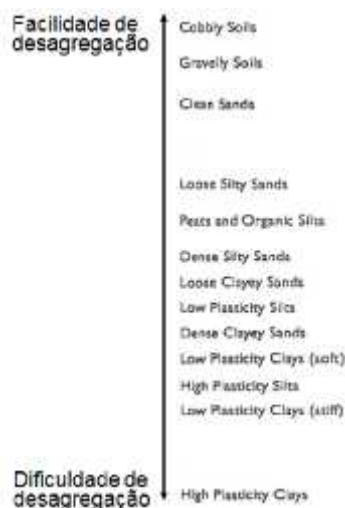 Facilidade de
desagregação
Cobbly Soils
Gravelly Soils
Clean Sands
Loose Silty Sands
Peats and Organic Silts
Dense Silty Sands
Loose Clayey Sands
Low Plasticity Silts
Dense Clayey Sands
Low Plasticity Clays (soft)
High Plasticity Silts
Low Plasticity Clays (stiff)
Dificuldade de
desagregação
High Plasticity Clays